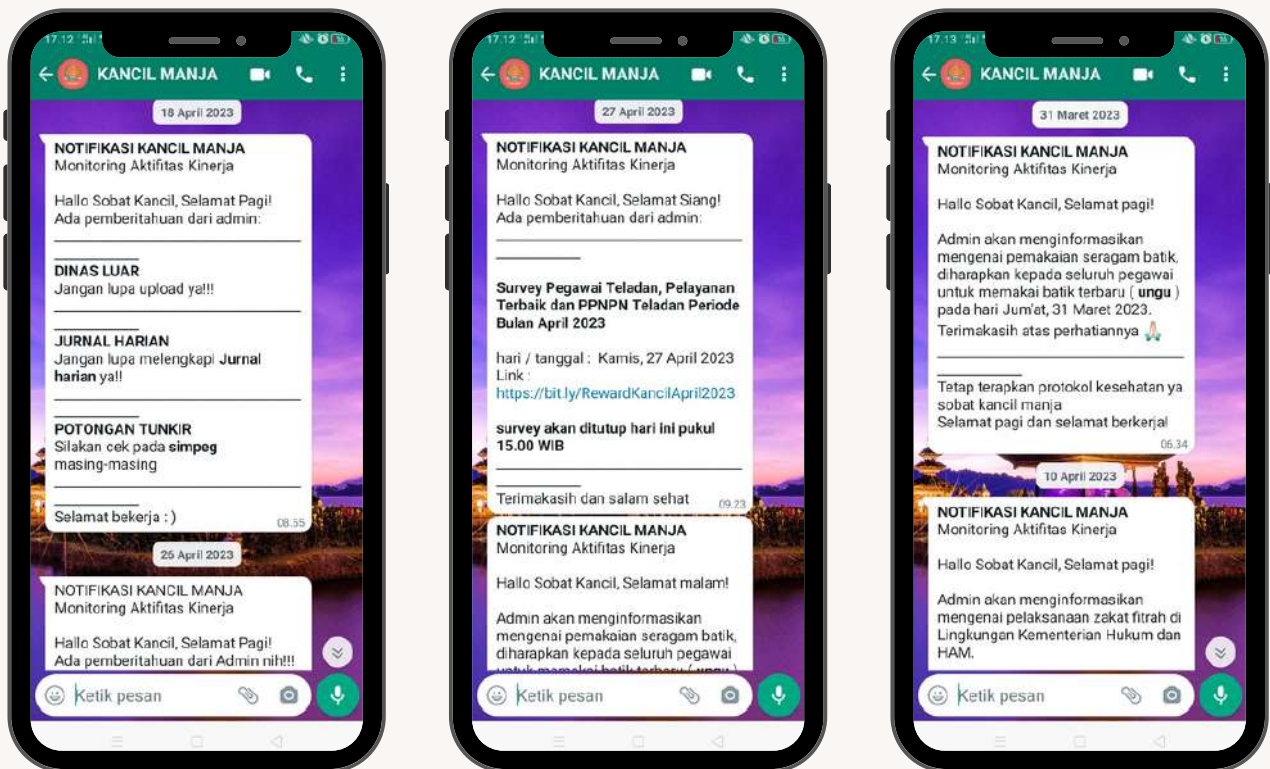 17.12
KANCIL MANJA
18 April 2023
NOTIFIKASI KANCIL MANJA
Monitoring Aktifitas Kinerja
Hallo Sobat Kancil, Selamat Pagi!
Ada pemberitahuan dari admin:
DINAS LUAR
Jangan lupa upload ya!!!
JURNAL HARIAN
Jangan lupa melengkapi Jurnal
harian ya!!
POTONGAN TUNKIR
Silakan cek pada simpeg
masing-masing
Selamat bekerja : )
08.55
26 April 2023
NOTIFIKASI KANCIL MANJA
Monitoring Aktifitas Kinerja
Hallo Sobat Kancil, Selamat Pagi!
Ada pemberitahuan dari Admin nih!!!
Ketik pesan
17.12
KANCIL MANJA
27 April 2023
NOTIFIKASI KANCIL MANJA
Monitoring Aktifitas Kinerja
Hallo Sobat Kancil, Selamat Siang!
Ada pemberitahuan dari admin:
Survey Pegawai Teladan, Pelayanan
Terbaik dan PPNPN Teladan Periode
Bulan April 2023
hari / tanggal : Kamis, 27 April 2023
Link :
https://bit.ly/RewardKancilApril2023
survey akan ditutup hari ini pukul
15.00 WIB
Terimakasih dan salam sehat
09.23
NOTIFIKASI KANCIL MANJA
Monitoring Aktifitas Kinerja
Hallo Sobat Kancil, Selamat malam!
Admin akan menginformasikan
mengenai pemakaian seragam batik,
diharapkan kepada seluruh pegawai
untuk memakai batik terbaru ( ungu )
Ketik pesan
17.13
KANCIL MANJA
31 Maret 2023
NOTIFIKASI KANCIL MANJA
Monitoring Aktifitas Kinerja
Hallo Sobat Kancil, Selamat pagi!
Admin akan menginformasikan
mengenai pemakaian seragam batik,
diharapkan kepada seluruh pegawai
untuk memakai batik terbaru ( ungu )
pada hari Jum'at, 31 Maret 2023.
Terimakasih atas perhatiannya 🙏
Tetap terapkan protokol kesehatan ya
sobat kancil manja
Selamat pagi dan selamat berkerja!
06.34
10 April 2023
NOTIFIKASI KANCIL MANJA
Monitoring Aktifitas Kinerja
Hallo Sobat Kancil, Selamat pagi!
Admin akan menginformasikan
mengenai pelaksanaan zakat fitrah di
Lingkungan Kementerian Hukum dan
HAM.
Ketik pesan